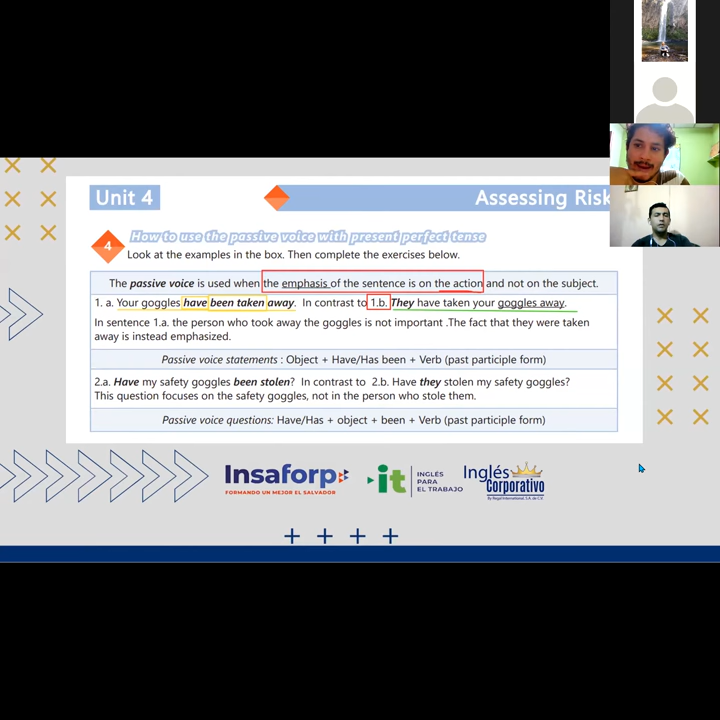 Unit 4
Assessing Risk
4
How to use the passive voice with present perfect tense
Look at the examples in the box. Then complete the exercises below.
The passive voice is used when the emphasis of the sentence is on the action and not on the subject.
1. a. Your goggles have been taken away. In contrast to 1.b. They have taken your goggles away.
In sentence 1.a. the person who took away the goggles is not important .The fact that they were taken
away is instead emphasized.
Passive voice statements : Object + Have/Has been + Verb (past participle form)
2.a. Have my safety goggles been stolen? In contrast to 2.b. Have they stolen my safety goggles?
This question focuses on the safety goggles, not in the person who stole them.
Passive voice questions: Have/Has + object + been + Verb (past participle form)
Insaforp
FORMANDO UN MEJOR EL SALVADOR
it
INGLÉS
PARA
EL TRABAJO
Inglés
Corporativo
By Regal International, S.A. de C.V.